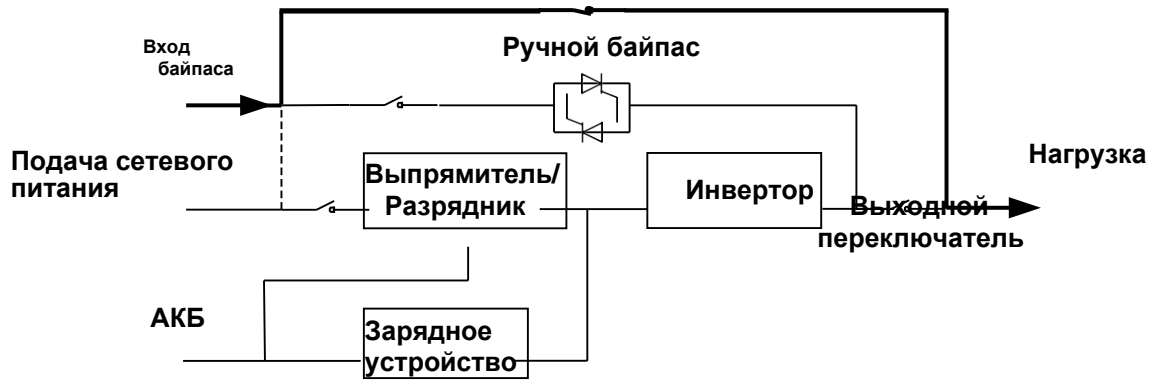 Ручной байпас
Вход
байпаса
Подача сетевого
питания
Выпрямитель/
Разрядник
Инвертор
Нагрузка
Выходной
переключатель
АКБ
Зарядное
устройство